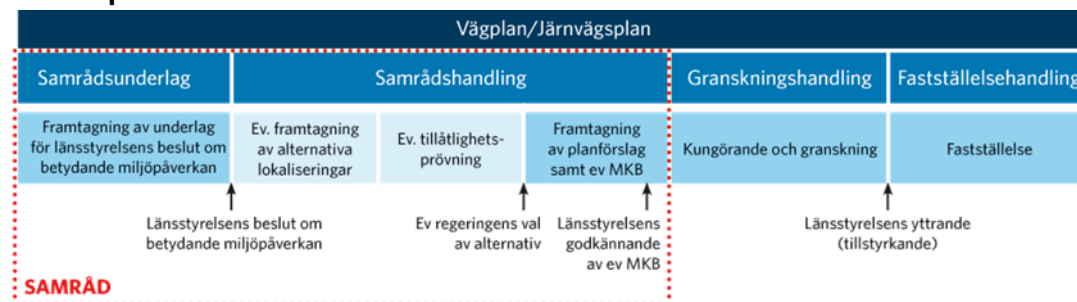 Vägplan/Järnvägsplan
Samrådsunderlag
Samrådshandling
Granskningshandling
Fastställelsehandling
Framtagning av underlag
för länsstyrelsens beslut om
betydande miljöpåverkan
Ev. framtagning
av alternativa
lokaliseringar
Ev. tillåtlighets-
prövning
Framtagning
av planförslag
samt ev MKB
Kungörande och granskning
Fastställelse
Länsstyrelsens beslut om
betydande miljöpåverkan
Ev regeringens val
av alternativ
Länsstyrelsens
godkännande
av ev MKB
Länsstyrelsens yttrande
(tillstyrkande)
SAMRÅD